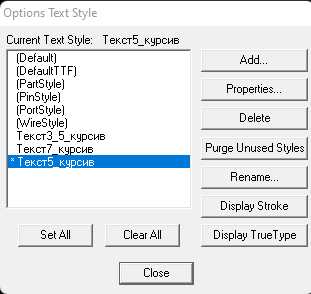 Options Text Style
Current Text Style: Текст5_курсив
(Default)
(DefaultTTF)
(PartStyle)
(PinStyle)
(PortStyle)
(WireStyle)
Текст3_5_курсив
Текст7_курсив
* Текст5_курсив
Add...
Properties...
Delete
Purge Unused Styles
Rename...
Display Stroke
Display TrueType
Set All
Clear All
Close